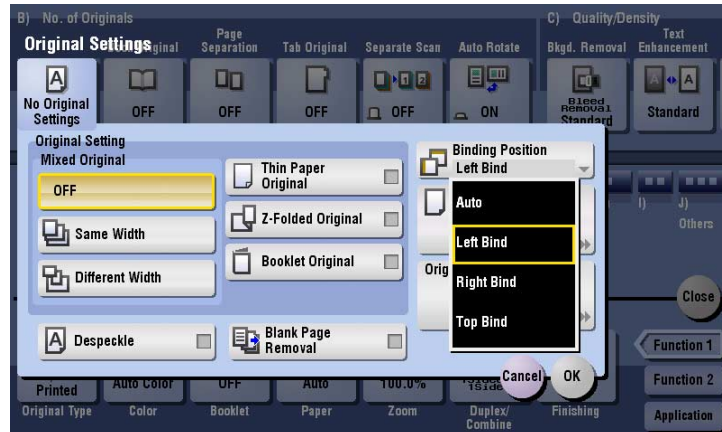 B) No. of Originals
C) Quality/Density
Original Settings
Page
Separation
Tab Original
Separate Scan
Auto Rotate
Bkgd. Removal
Text
Enhancement
No Original
Settings
OFF
OFF
OFF
OFF
ON
Bleed
Removal
Standard
Standard
Original Setting
Mixed Original
OFF
Same Width
Different Width
Thin Paper
Original
Z-Folded Original
Booklet Original
Despeckle
Blank Page
Removal
Binding Position
Left Bind
Auto
Left Bind
Right Bind
Top Bind
Orig
I)
J)
Others
Close
Cancel
OK
Function 1
Function 2
Application
Printed
Auto Color
OFF
Auto
100.0%
Original Type
Color
Booklet
Paper
Zoom
Duplex/
Combine
Finishing